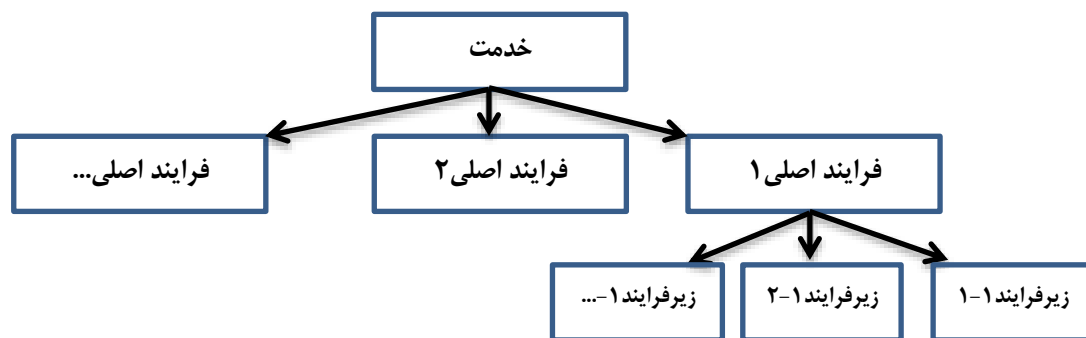 خدمت
فرایند اصلی۱
فرایند اصلی۲
فرایند اصلی...
زیرفرایند۱-۱
زیرفرایند۱-۲
زیرفرایند۱-...